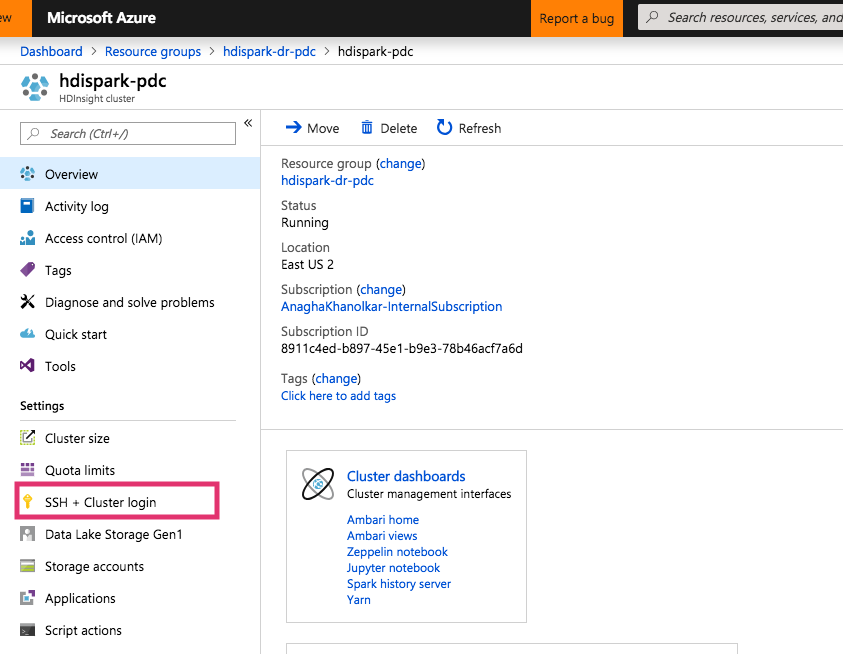 Microsoft Azure
Report a bug
Search resources, services, and
Dashboard > Resource groups > hdispark-dr-pdc > hdispark-pdc
hdispark-pdc
HDInsight cluster
«
Search (Ctrl+/)
Overview
Activity log
Access control (IAM)
Tags
Diagnose and solve problems
Quick start
Tools
Settings
Cluster size
Quota limits
SSH + Cluster login
Data Lake Storage Gen1
Storage accounts
Applications
Script actions
Move
Delete
Refresh
Resource group (change)
hdispark-dr-pdc
Status
Running
Location
East US 2
Subscription (change)
AnaghaKhanolkar-InternalSubscription
Subscription ID
8911c4ed-b897-45e1-b9e3-78b46acf7a6d
Tags (change)
Click here to add tags
Cluster dashboards
Cluster management interfaces
Ambari home
Ambari views
Zeppelin notebook
Jupyter notebook
Spark history server
Yarn